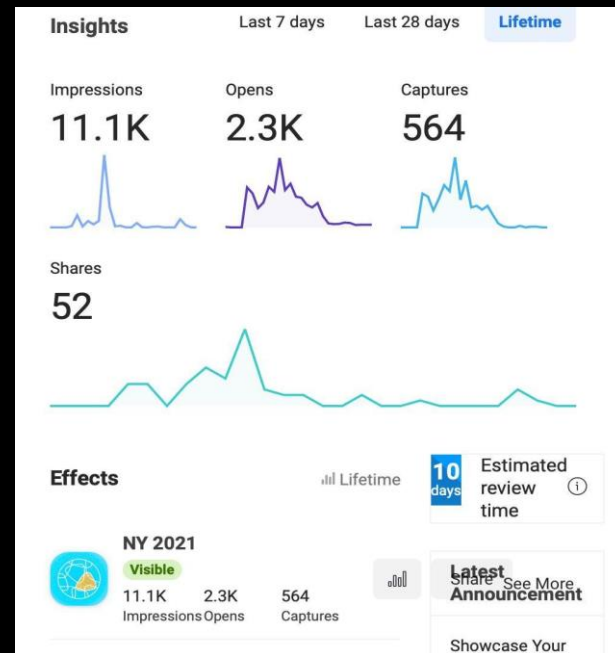 Insights
Last 7 days
Last 28 days
Lifetime
Impressions
Opens
Captures
11.1K
2.3K
564
Shares
52
Effects
Lifetime
NY 2021
Visible
11.1K
2.3K
564
Impressions
Opens
Captures
10
days
Estimated
review
time
Share
See More
Latest
Announcement
Showcase Your